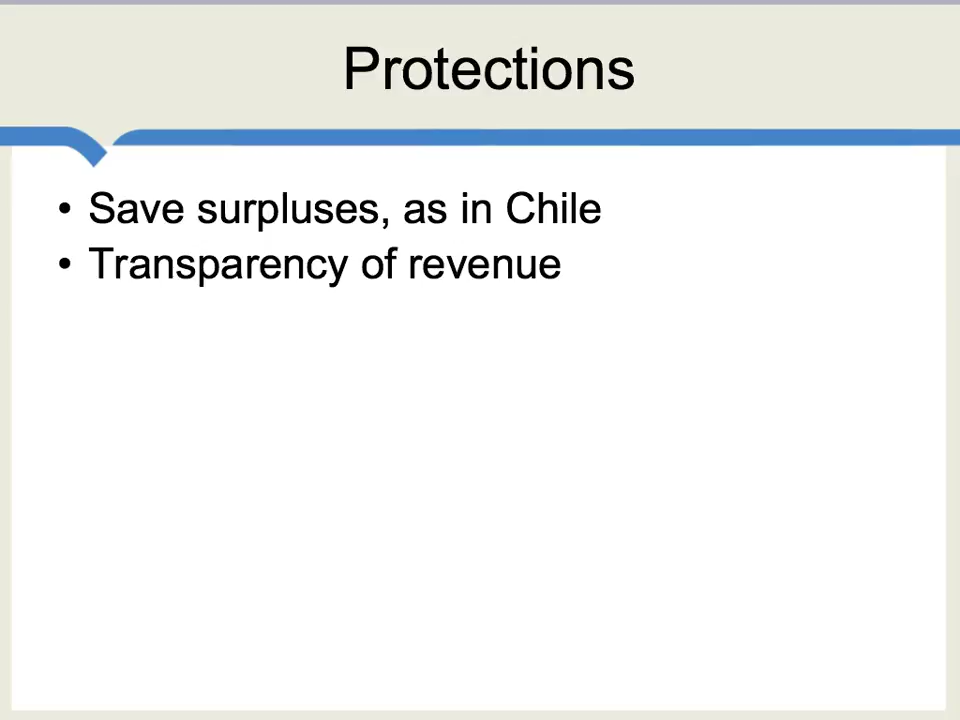 Protections
• Save surpluses, as in Chile
• Transparency of revenue